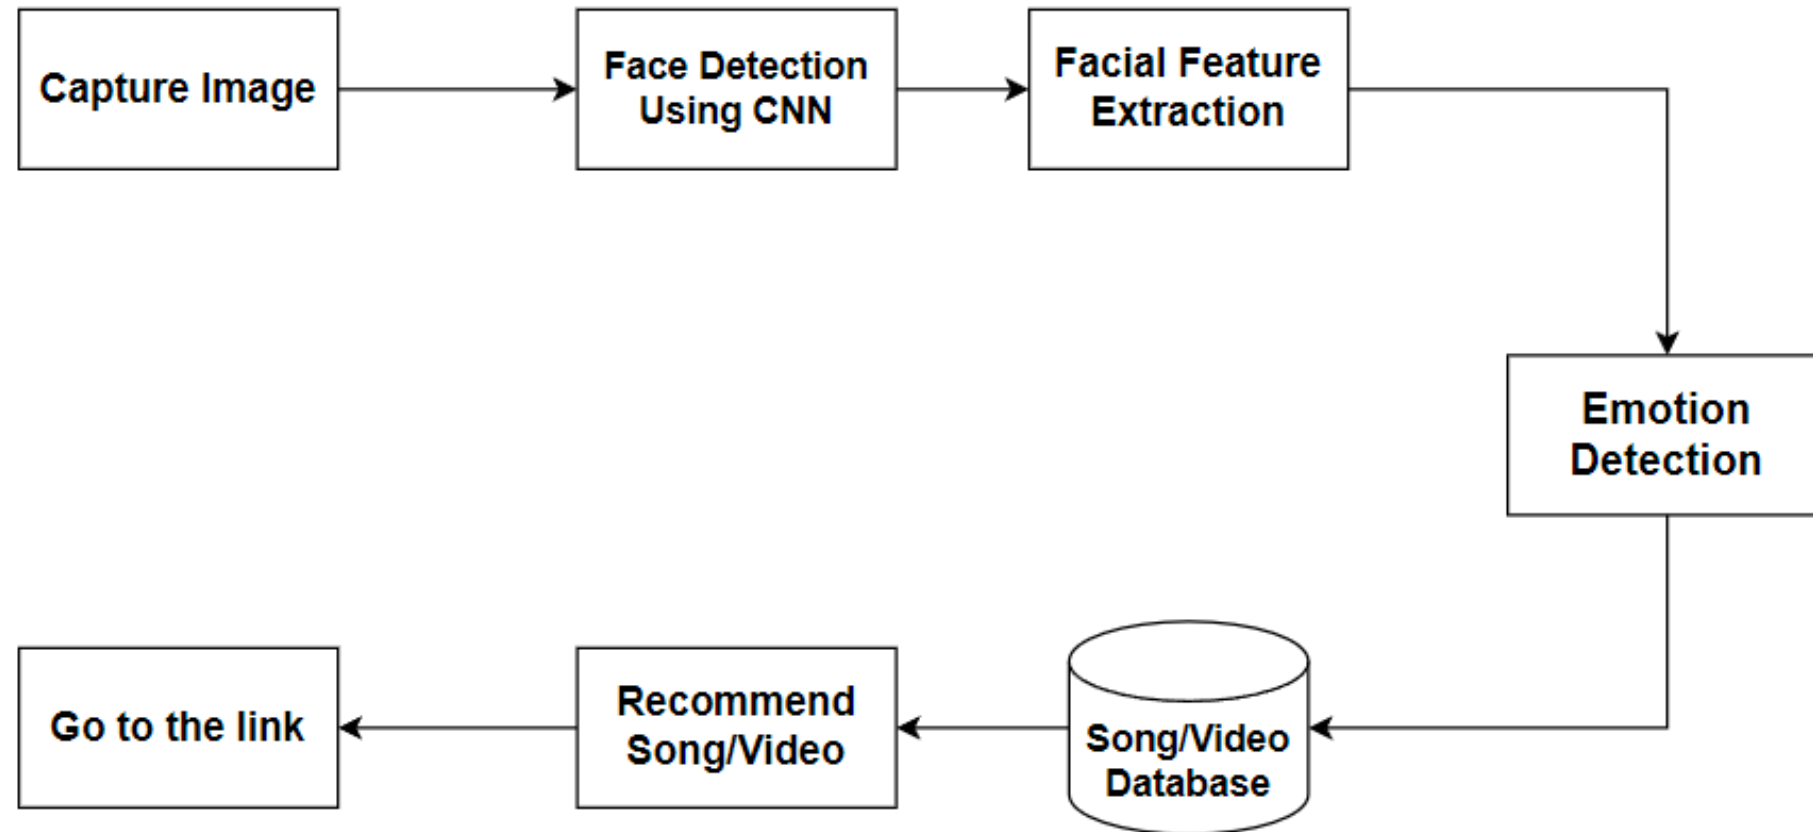 Capture Image
Face Detection
Using CNN
Facial Feature
Extraction
Emotion
Detection
Song/Video
Database
Recommend
Song/Video
Go to the link